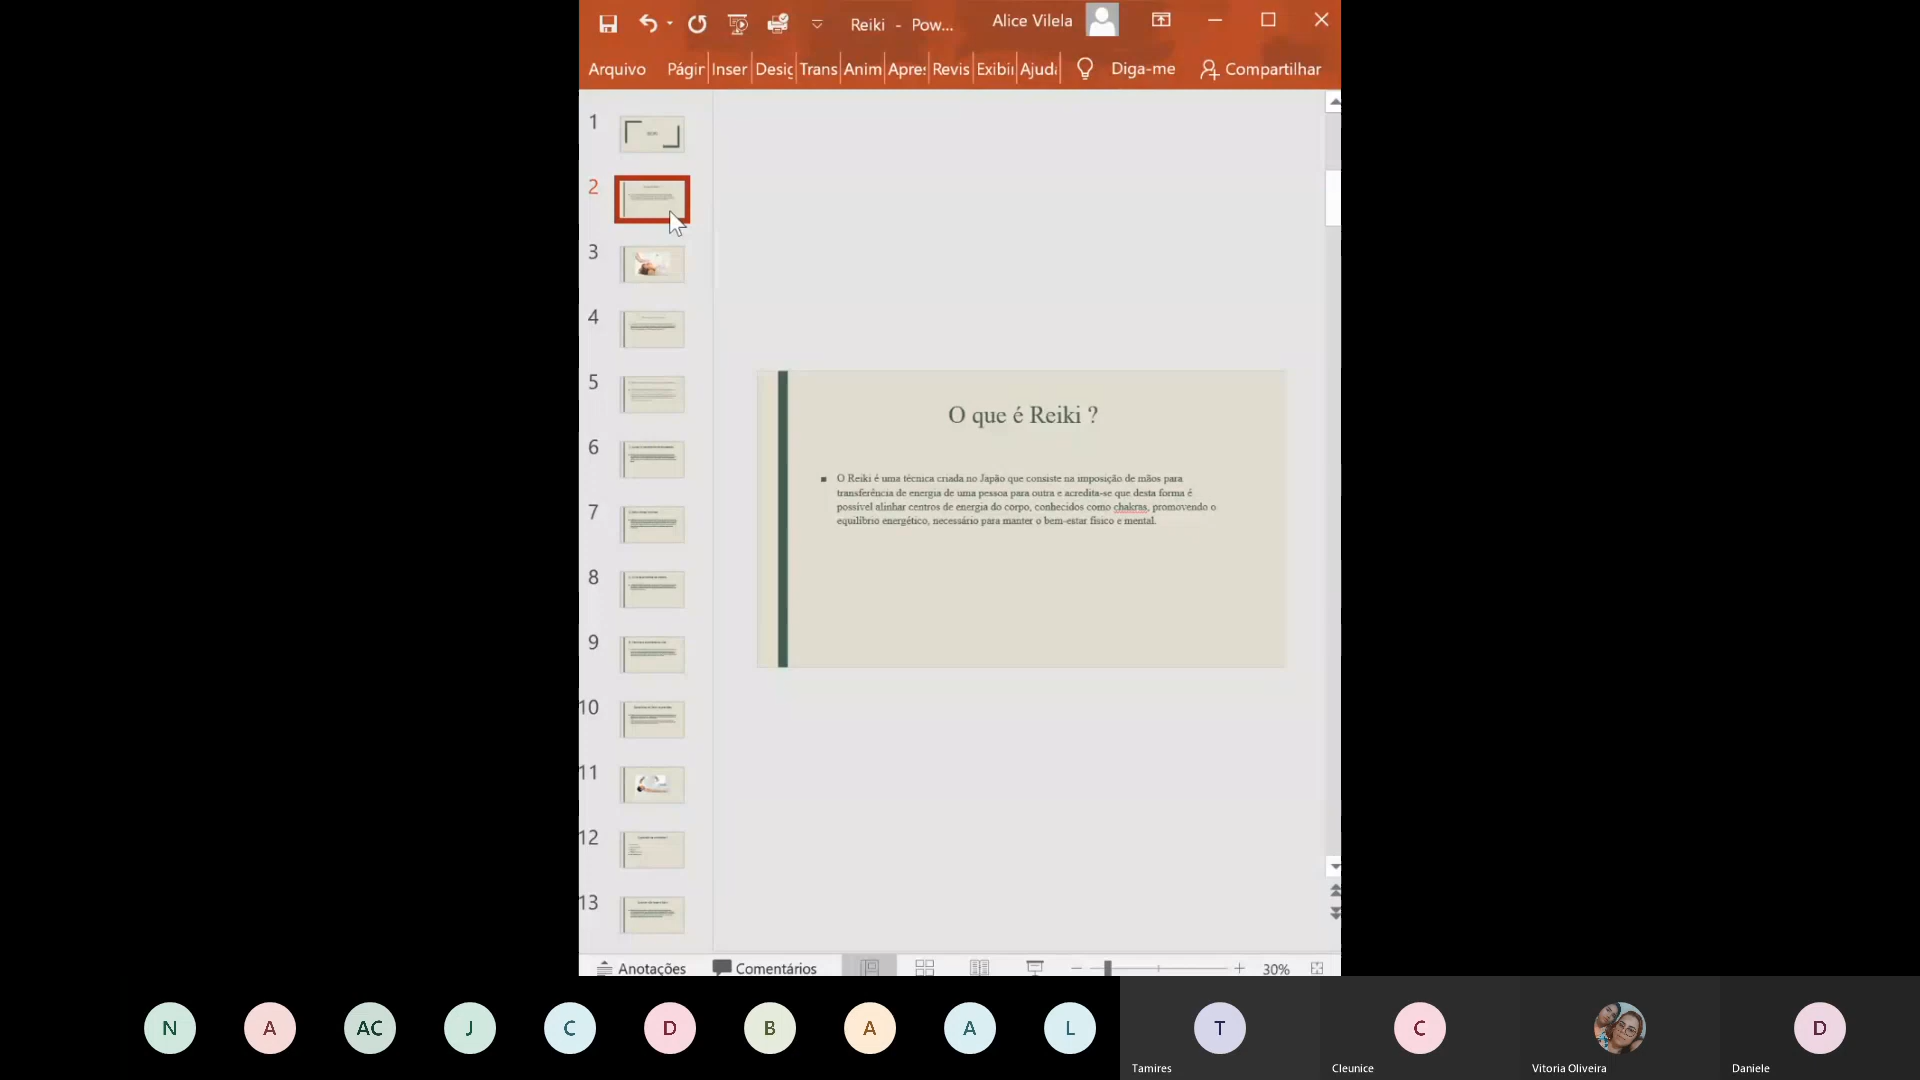 Reiki - Pow...
Alice Vilela
Arquivo Págin Inser Desig Trans Anim Apre: Revis Exibir Ajuda Diga-me Compartilhar
1
2
3
4
5
6
7
8
9
10
11
12
13
O que é Reiki ?
O Reiki é uma técnica criada no Japão que consiste na imposição de mãos para
transferência de energia de uma pessoa para outra e acredita-se que desta forma é
possível alinhar centros de energia do corpo, conhecidos como chakras, promovendo o
equilíbrio energético, necessário para manter o bem-estar físico e mental.
Anotações Comentários 30%
N A AC J C D B A A L T C D
Tamires Cleunice Vitoria Oliveira Daniele